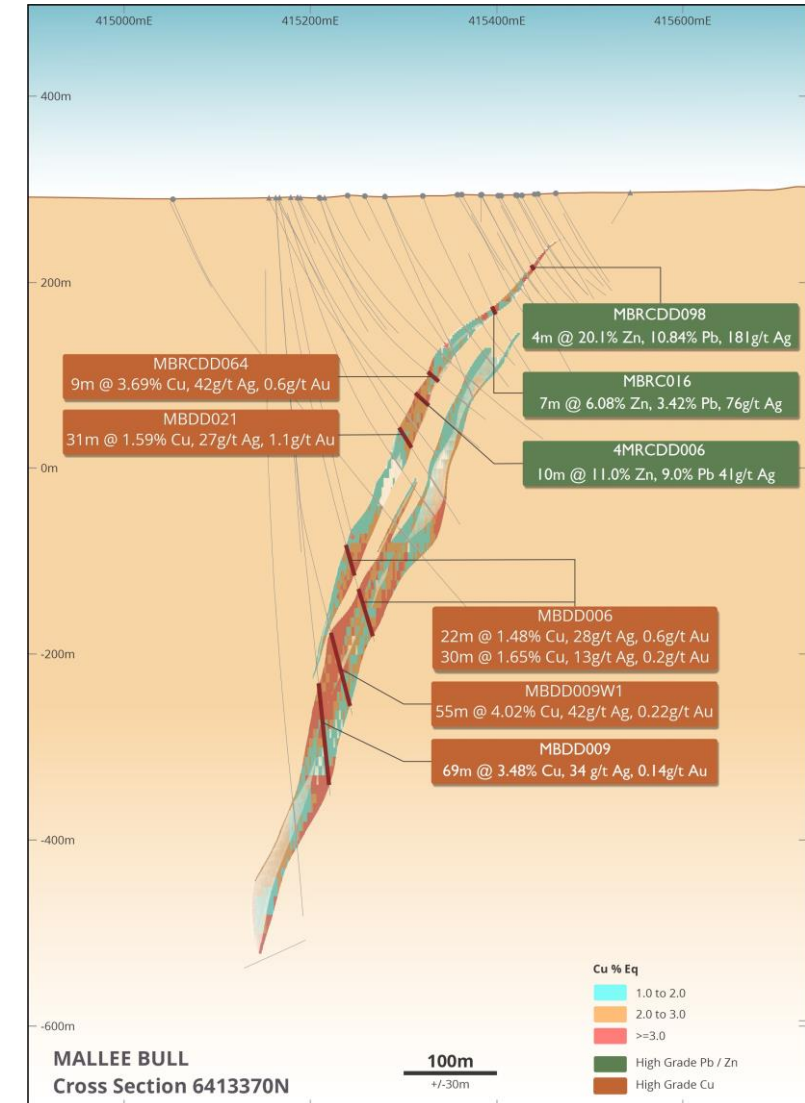 415000mE 415200mE 415400mE 415600mE
400m
200m
MBRCDD098
4m @ 20.1% Zn, 10.84% Pb, 181g/t Ag
MBRCDD064
9m @ 3.69% Cu, 42g/t Ag, 0.6g/t Au
MBRC016
7m @ 6.08% Zn, 3.42% Pb, 76g/t Ag
MBDD021
31m @ 1.59% Cu, 27g/t Ag, 1.1g/t Au
4MRCDD006
10m @ 11.0% Zn, 9.0% Pb 41g/t Ag
0m
MBDD006
22m @ 1.48% Cu, 28g/t Ag, 0.6g/t Au
30m @ 1.65% Cu, 13g/t Ag, 0.2g/t Au
-200m
MBDD009W1
55m @ 4.02% Cu, 42g/t Ag, 0.22g/t Au
MBDD009
69m @ 3.48% Cu, 34 g/t Ag, 0.14g/t Au
-400m
Cu % Eq
1.0 to 2.0
2.0 to 3.0
>=3.0
High Grade Pb / Zn
High Grade Cu
-600m
MALLEE BULL
Cross Section 6413370N
100m
+/-30m